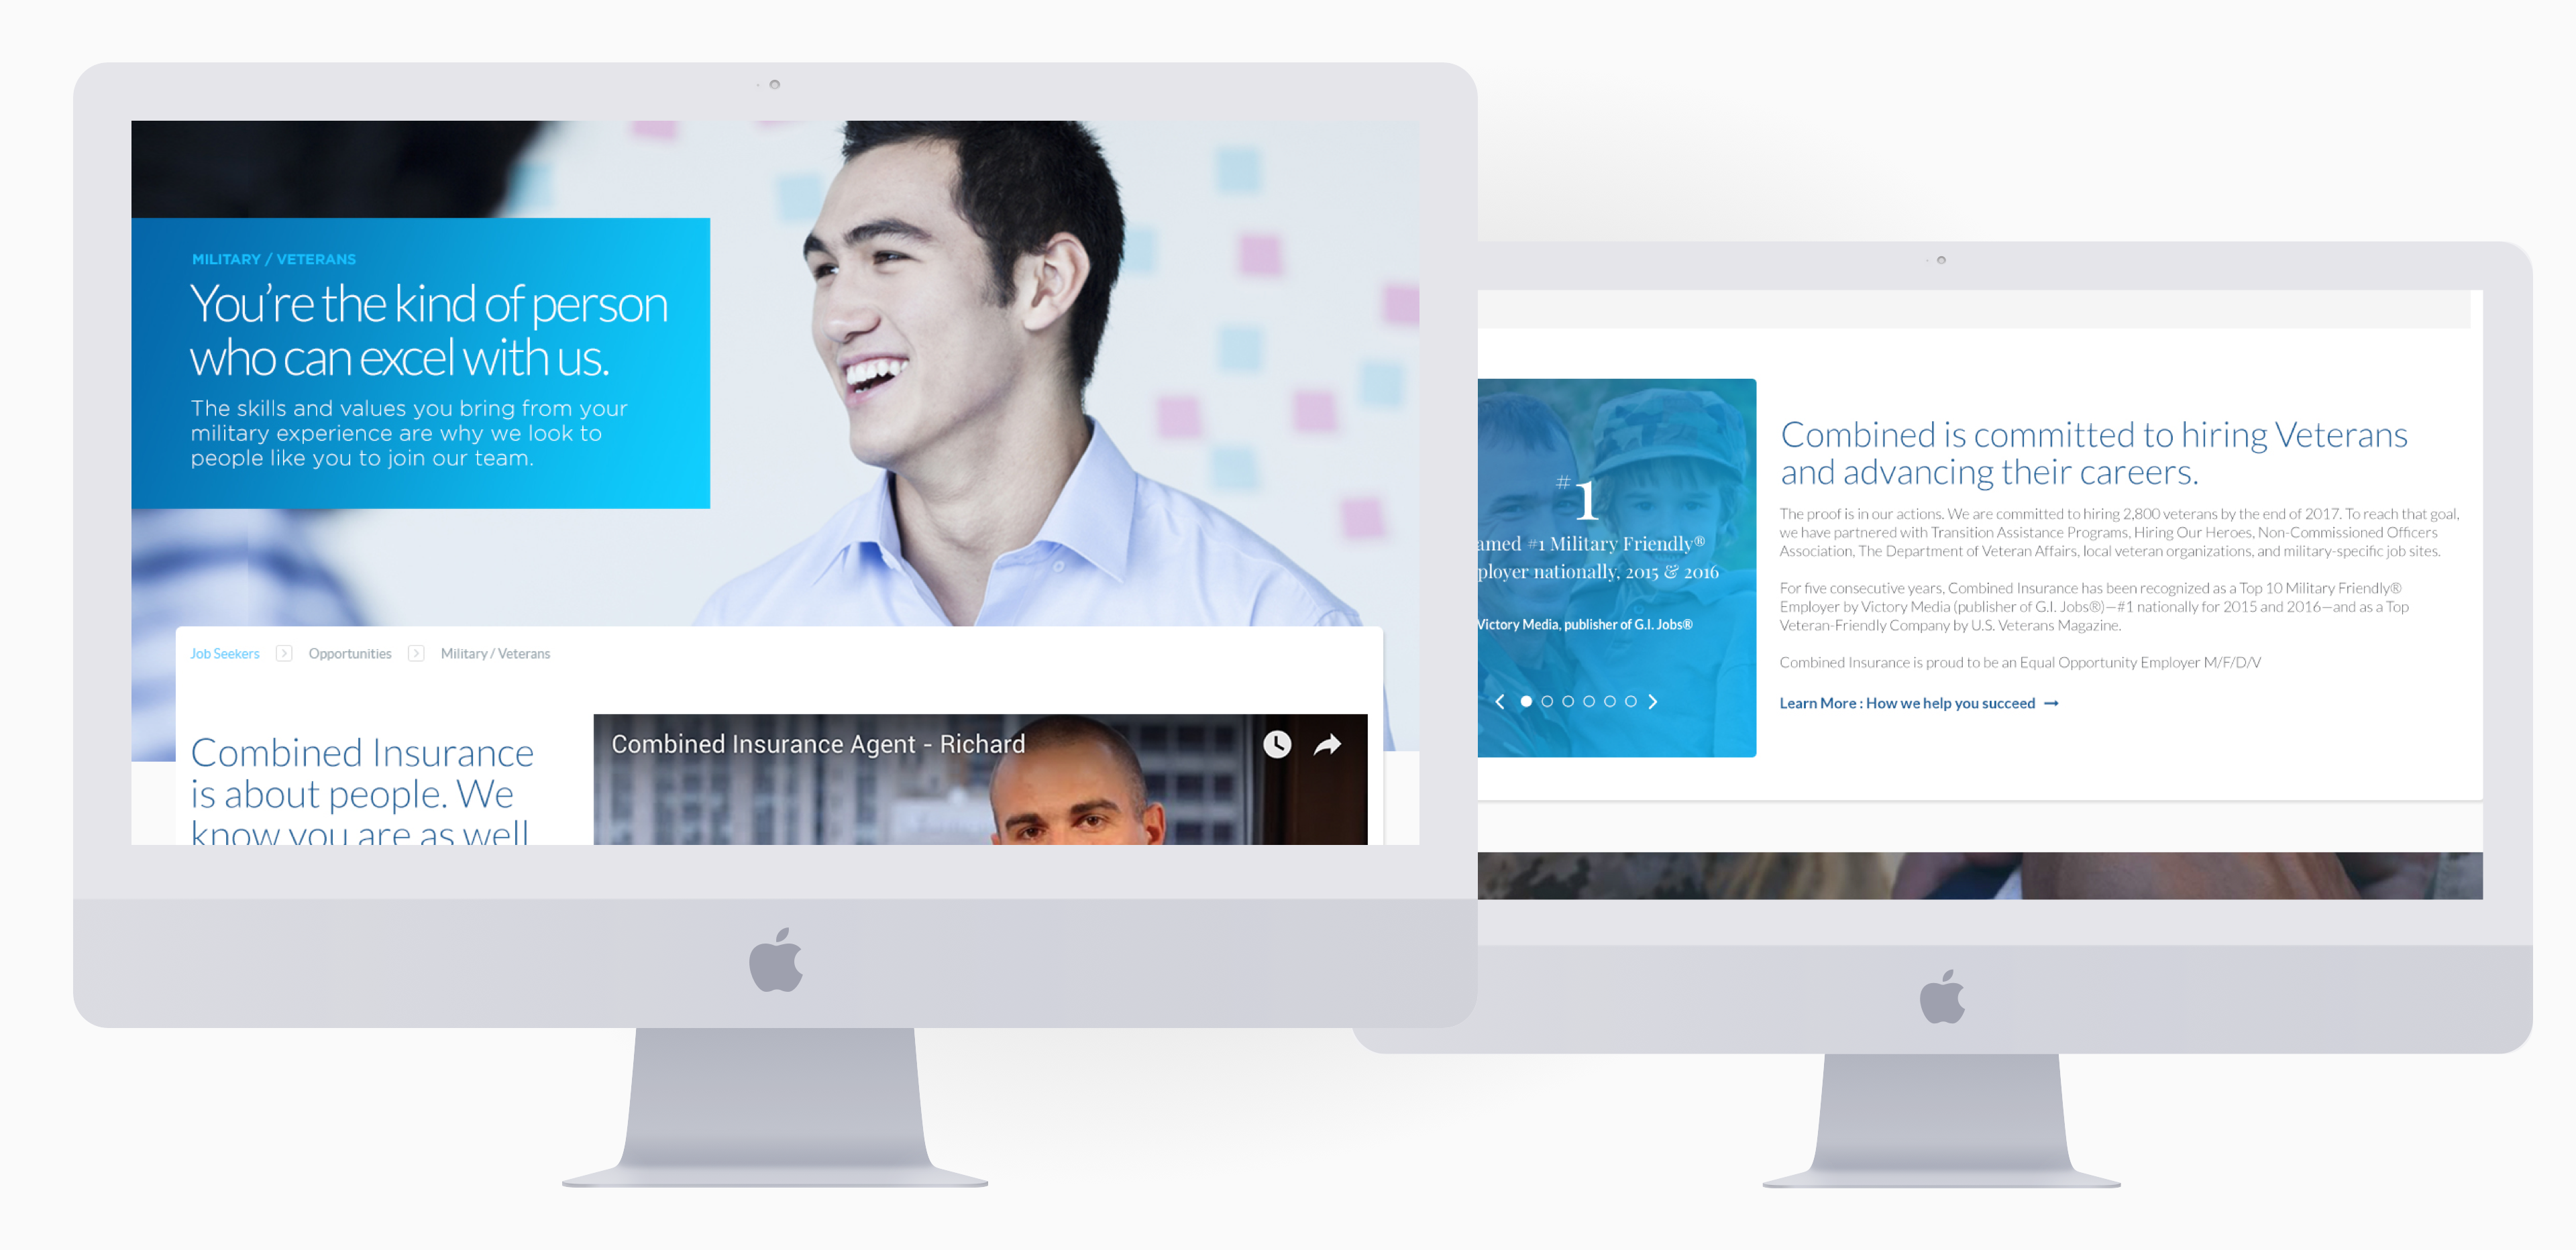 MILITARY / VETERANS
You're the kind of person
who can excel with us.
The skills and values you bring from your
military experience are why we look to
people like you to join our team.
Job Seekers
Opportunities
Military / Veterans
Combined Insurance
is about people. We
know you are as well
Combined Insurance Agent - Richard
#1
amed #1 Military Friendly®
ployer nationally, 2015 & 2016
Victory Media, publisher of G.I. Jobs®
Combined is committed to hiring Veterans
and advancing their careers.
The proof is in our actions. We are committed to hiring 2,800 veterans by the end of 2017. To reach that goal,
we have partnered with Transition Assistance Programs, Hiring Our Heroes, Non-Commissioned Officers
Association, The Department of Veteran Affairs, local veteran organizations, and military-specific job sites.
For five consecutive years, Combined Insurance has been recognized as a Top 10 Military Friendly®
Employer by Victory Media (publisher of G.I. Jobs®)—#1 nationally for 2015 and 2016—and as a Top
Veteran-Friendly Company by U.S. Veterans Magazine.
Combined Insurance is proud to be an Equal Opportunity Employer M/F/D/V
Learn More : How we help you succeed →